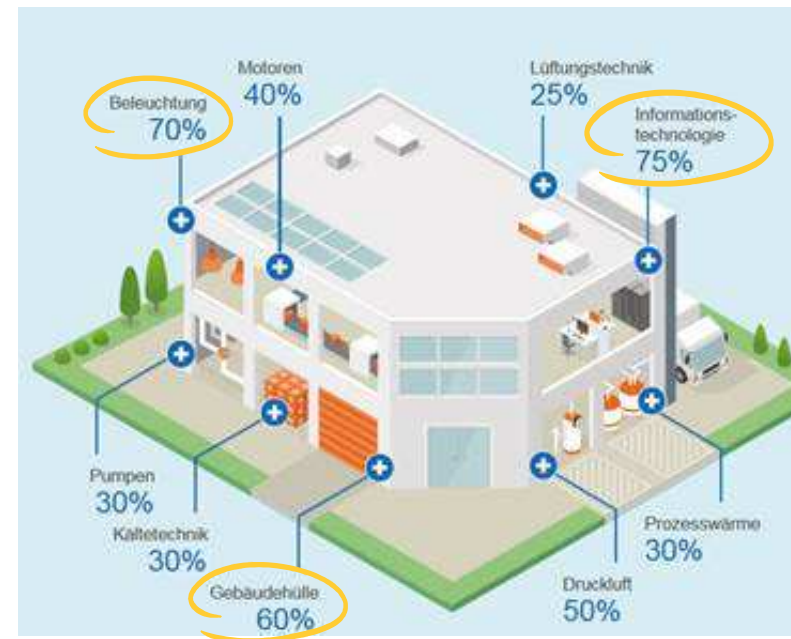 Motoren
40%
Lüftungstechnik
25%
Beleuchtung
70%
Informations-
technologie
75%
Pumpen
30%
Kältetechnik
30%
Gebäudehülle
60%
Prozesswärme
30%
Druckluft
50%